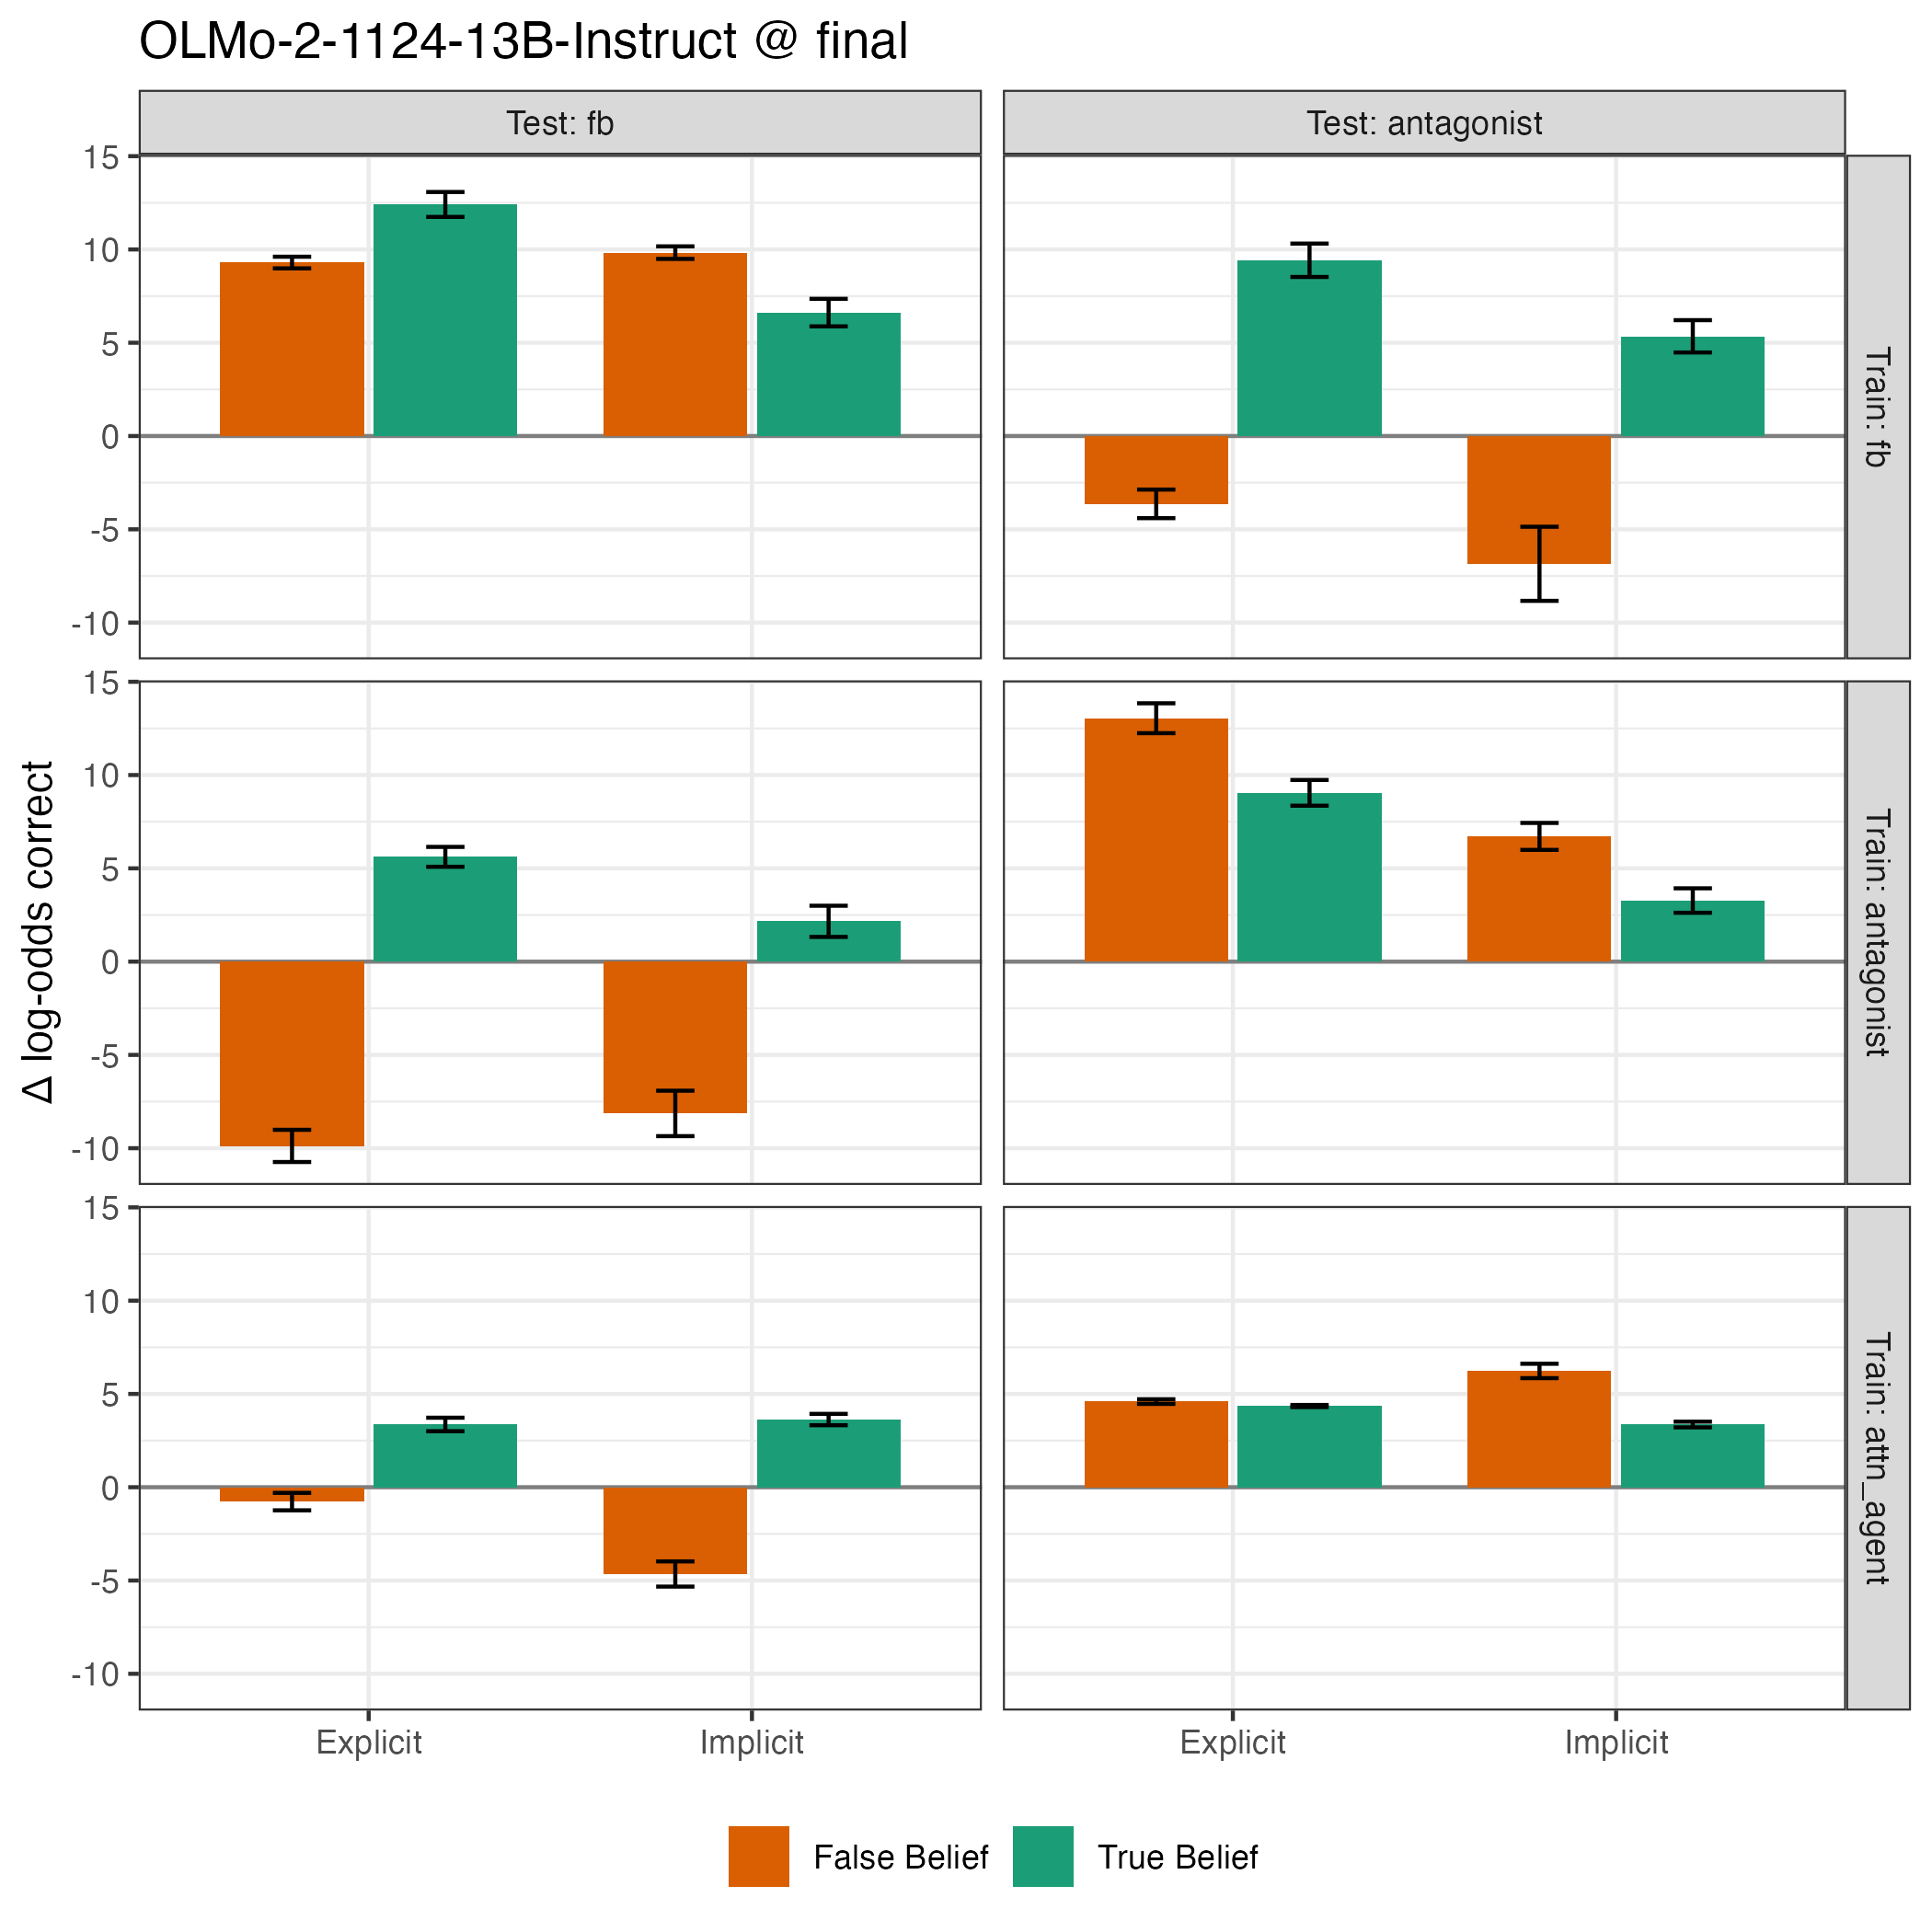 OLMo-2-1124-13B-Instruct @ final
Test: fb
Test: antagonist
15
10
5
0
-5
-10
Train: fb
Δ log-odds correct
15
10
5
0
-5
-10
Train: antagonist
15
10
5
0
-5
-10
Train: attn_agent
Explicit
Implicit
Explicit
Implicit
False Belief
True Belief